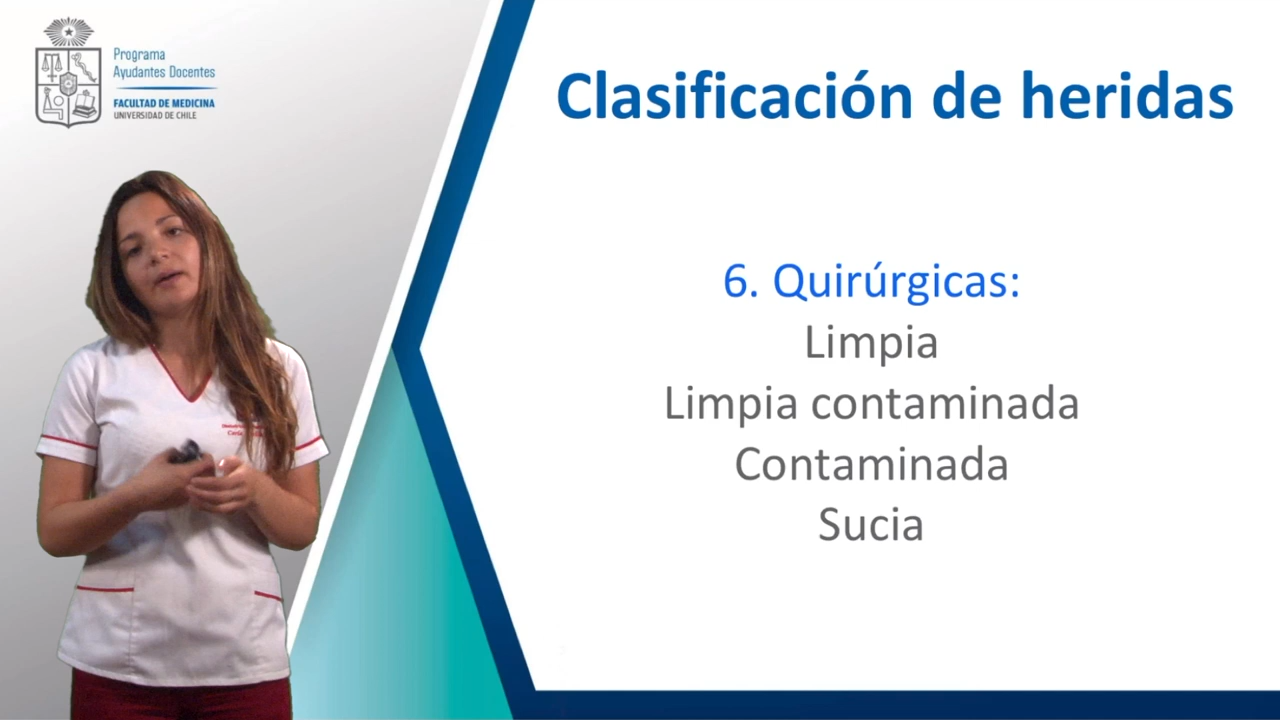 Programa
Ayudantes Docentes
FACULTAD DE MEDICINA
UNIVERSIDAD DE CHILE
Clasificación de heridas
6. Quirúrgicas:
Limpia
Limpia contaminada
Contaminada
Sucia